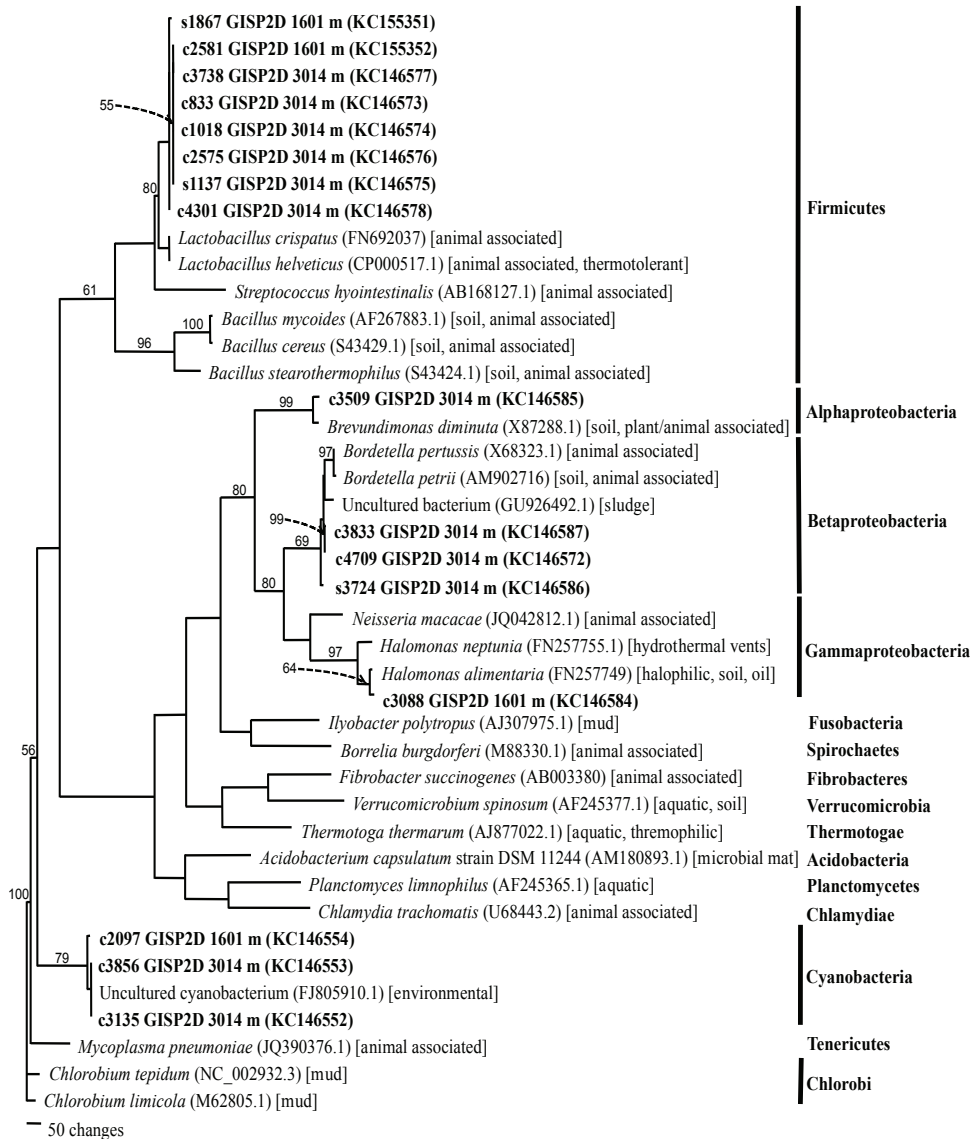 s1867 GISP2D 1601 m (KC155351)
c2581 GISP2D 1601 m (KC155352)
c3738 GISP2D 3014 m (KC146577)
55
c833 GISP2D 3014 m (KC146573)
c1018 GISP2D 3014 m (KC146574)
c2575 GISP2D 3014 m (KC146576)
80
s1137 GISP2D 3014 m (KC146575)
c4301 GISP2D 3014 m (KC146578)
Firmicutes
Lactobacillus crispatus (FN692037) [animal associated]
Lactobacillus helveticus (CP000517.1) [animal associated, thermotolerant]
61
Streptococcus hyointestinalis (AB168127.1) [animal associated]
100
Bacillus mycoides (AF267883.1) [soil, animal associated]
96
Bacillus cereus (S43429.1) [soil, animal associated]
Bacillus stearothermophilus (S43424.1) [soil, animal associated]
99
c3509 GISP2D 3014 m (KC146585)
Alphaproteobacteria
Brevundimonas diminuta (X87288.1) [soil, plant/animal associated]
97
Bordetella pertussis (X68323.1) [animal associated]
Bordetella petrii (AM902716) [soil, animal associated]
80
Uncultured bacterium (GU926492.1) [sludge]
Betaproteobacteria
99
c3833 GISP2D 3014 m (KC146587)
69
c4709 GISP2D 3014 m (KC146572)
80
s3724 GISP2D 3014 m (KC146586)
Neisseria macacae (JQ042812.1) [animal associated]
97
Halomonas neptunia (FN257755.1) [hydrothermal vents]
Gammaproteobacteria
64
Halomonas alimentaria (FN257749) [halophilic, soil, oil]
c3088 GISP2D 1601 m (KC146584)
Ilyobacter polytropus (AJ307975.1) [mud]
Fusobacteria
56
Borrelia burgdorferi (M88330.1) [animal associated]
Spirochaetes
Fibrobacter succinogenes (AB003380) [animal associated]
Fibrobacteres
Verrucomicrobium spinosum (AF245377.1) [aquatic, soil]
Verrucomicrobia
Thermotoga thermarum (AJ877022.1) [aquatic, thremophilic]
Thermotogae
Acidobacterium capsulatum strain DSM 11244 (AM180893.1) [microbial mat]
Acidobacteria
Planctomyces limnophilus (AF245365.1) [aquatic]
Planctomycetes
100
Chlamydia trachomatis (U68443.2) [animal associated]
Chlamydiae
c2097 GISP2D 1601 m (KC146554)
79
c3856 GISP2D 3014 m (KC146553)
Cyanobacteria
Uncultured cyanobacterium (FJ805910.1) [environmental]
c3135 GISP2D 3014 m (KC146552)
Mycoplasma pneumoniae (JQ390376.1) [animal associated]
Tenericutes
Chlorobium tepidum (NC_002932.3) [mud]
Chlorobi
Chlorobium limicola (M62805.1) [mud]
50 changes